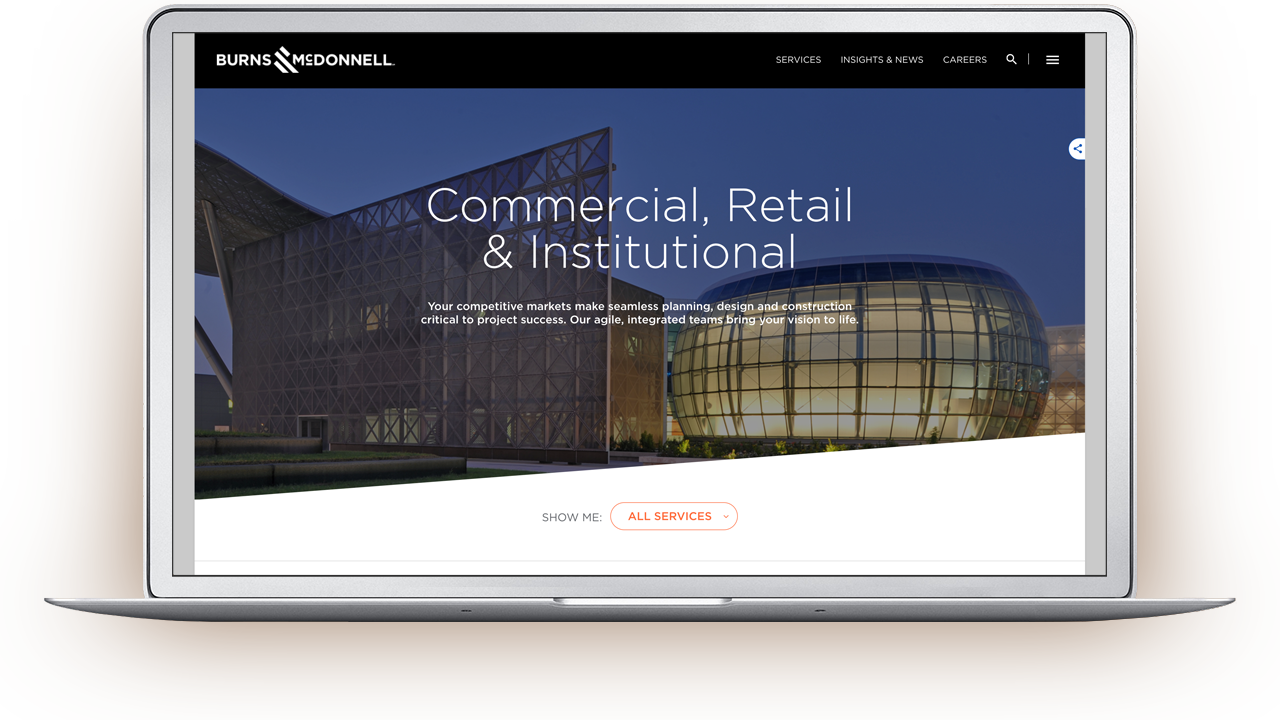 BURNS McDONNELL
SERVICES
INSIGHTS & NEWS
CAREERS
Commercial, Retail
& Institutional
Your competitive markets make seamless planning, design and construction
critical to project success. Our agile, integrated teams bring your vision to life.
SHOW ME:
ALL SERVICES